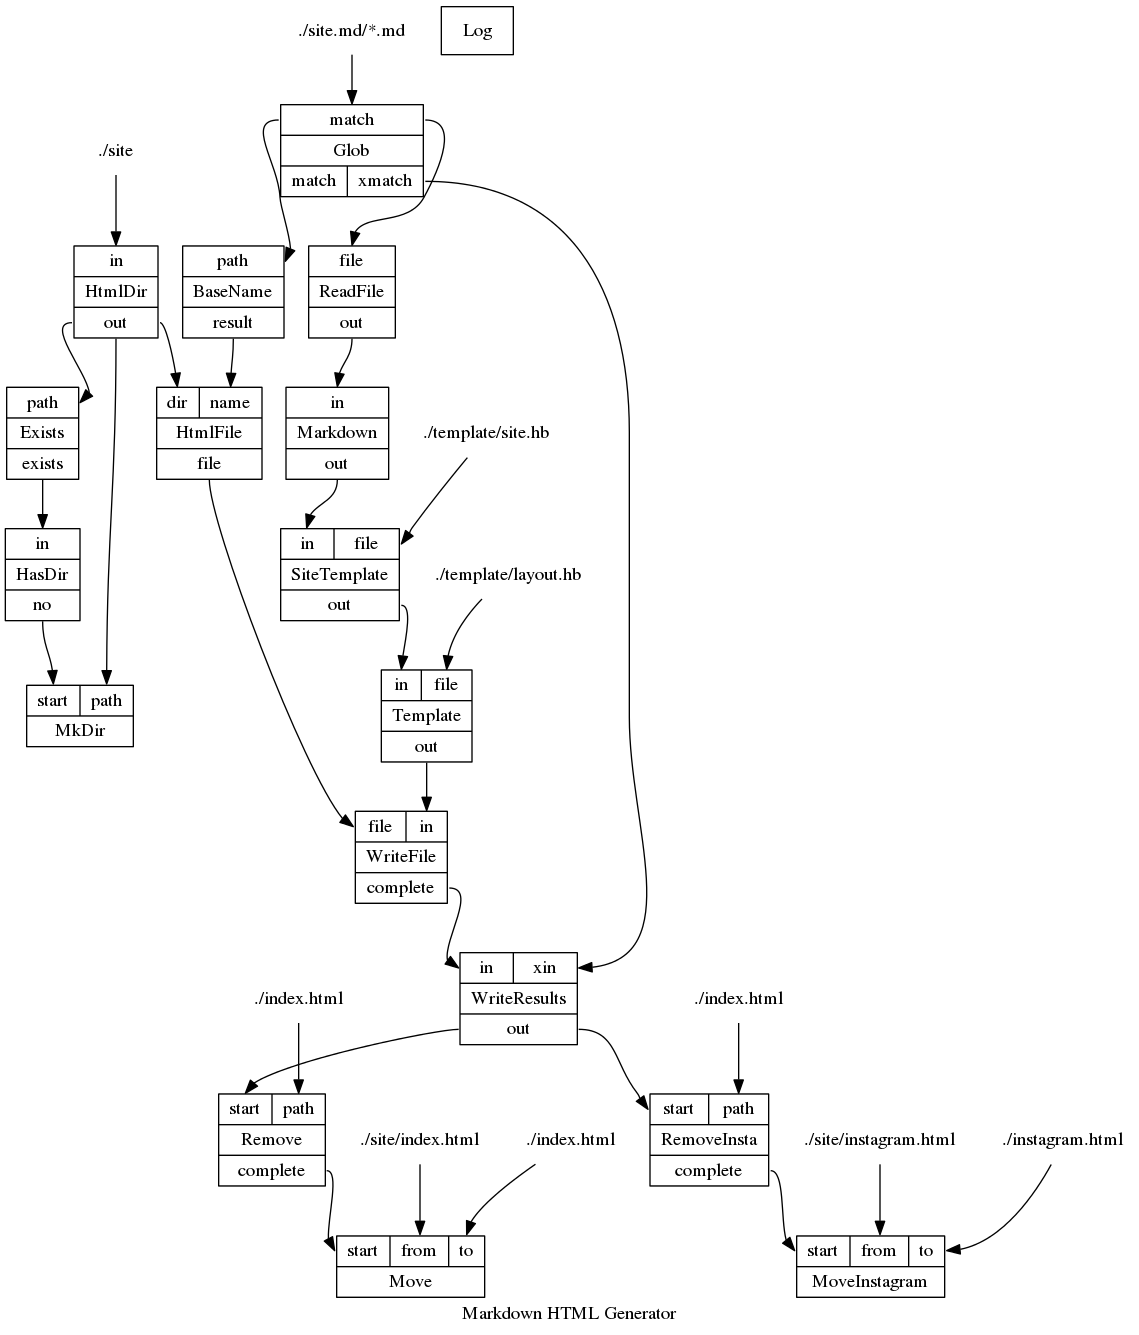 ./site.md/*.md
Log
match
Glob
match xmatch
./site
in
HtmlDir
out
path
BaseName
result
file
ReadFile
out
path
Exists
exists
dir name
HtmlFile
file
in
Markdown
out
./template/site.hb
in
HasDir
no
in file
SiteTemplate
out
./template/layout.hb
start path
MkDir
in file
Template
out
file in
WriteFile
complete
in xin
WriteResults
out
./index.html
./index.html
start path
Remove
complete
./site/index.html
./index.html
start path
RemoveInsta
complete
./site/instagram.html
./instagram.html
start from to
Move
start from to
MoveInstagram
Markdown HTML Generator